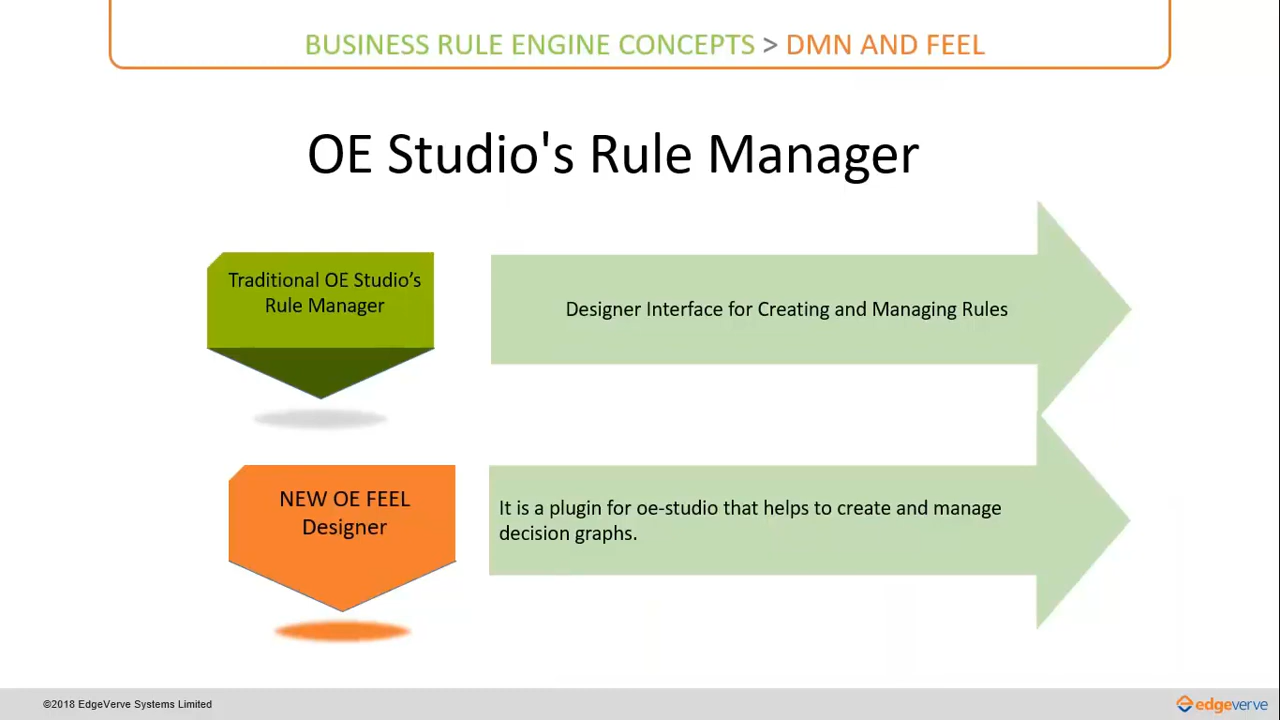 BUSINESS RULE ENGINE CONCEPTS > DMN AND FEEL
OE Studio's Rule Manager
Traditional OE Studio’s
Rule Manager
Designer Interface for Creating and Managing Rules
NEW OE FEEL
Designer
It is a plugin for oe-studio that helps to create and manage
decision graphs.
©2018 EdgeVerve Systems Limited
edgeverve